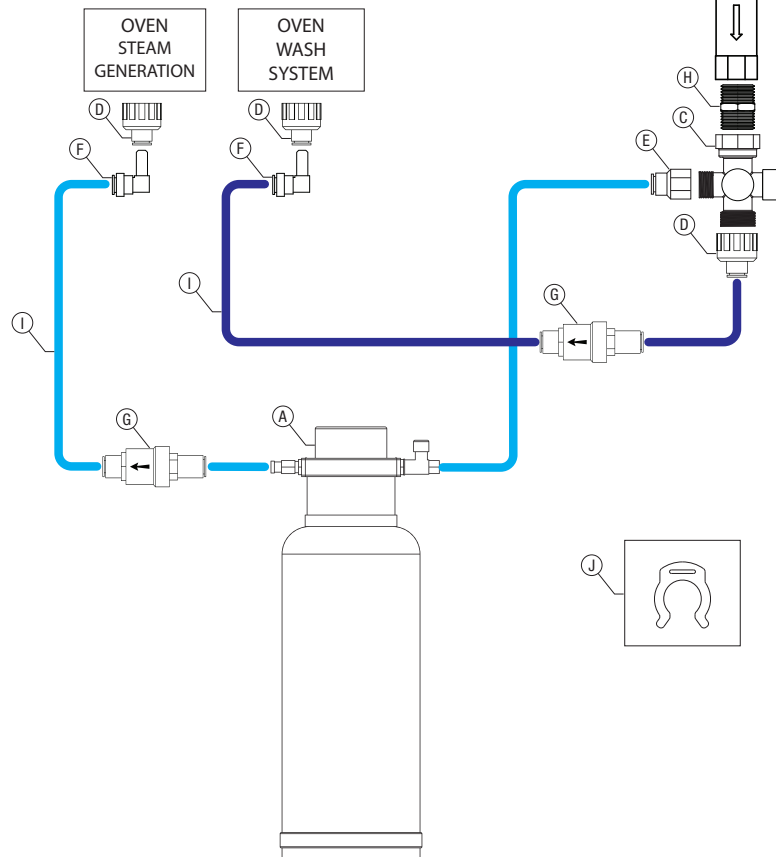 OVEN
STEAM
GENERATION
OVEN
WASH
SYSTEM
H
D
D
C
F
F
E
D
I
G
I
A
G
J